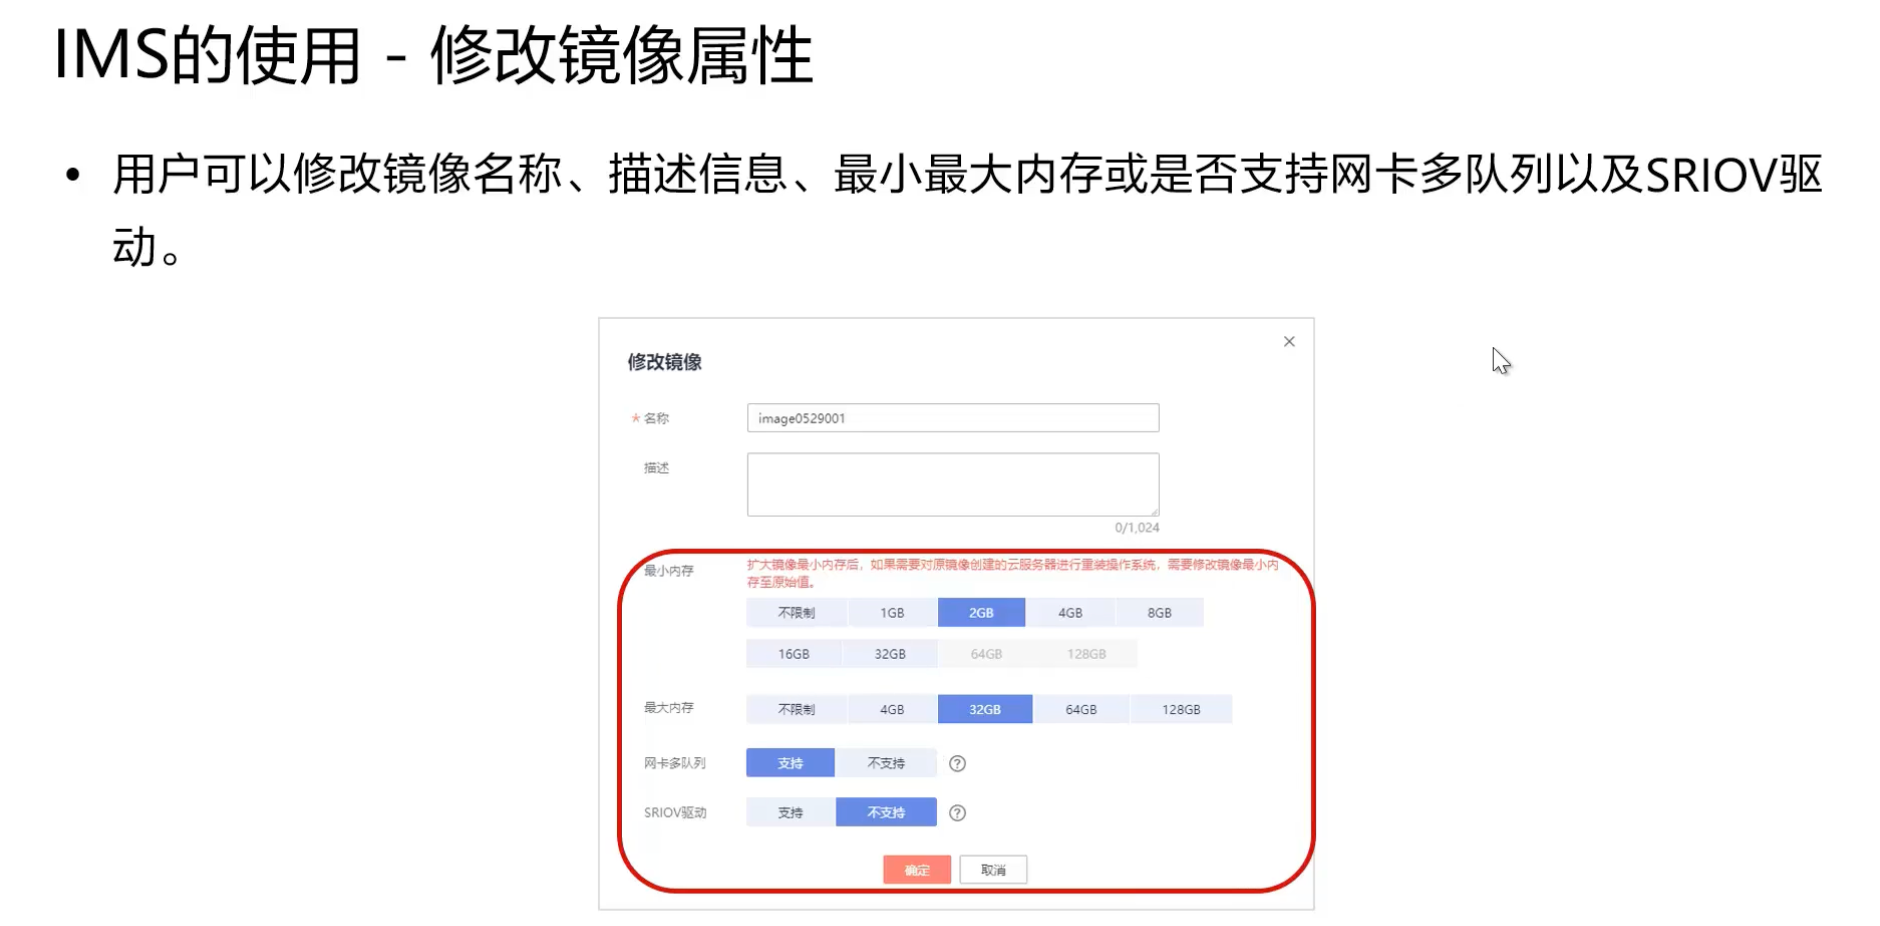 IMS的使用 - 修改镜像属性
• 用户可以修改镜像名称、描述信息、最小最大内存或是否支持网卡多队列以及SRIOV驱
动。
修改镜像
* 名称 image0529001
描述
0/1,024
最小内存 扩大镜像最小内存后，如果需要对原镜像创建的云服务器进行重装操作系统，需要修改镜像最小内
存至原始值。
不限制 1GB 2GB 4GB 8GB
16GB 32GB 64GB 128GB
最大内存 不限制 4GB 32GB 64GB 128GB
网卡多队列 支持 不支持 ?
SRIOV驱动 支持 不支持 ?
确定 取消